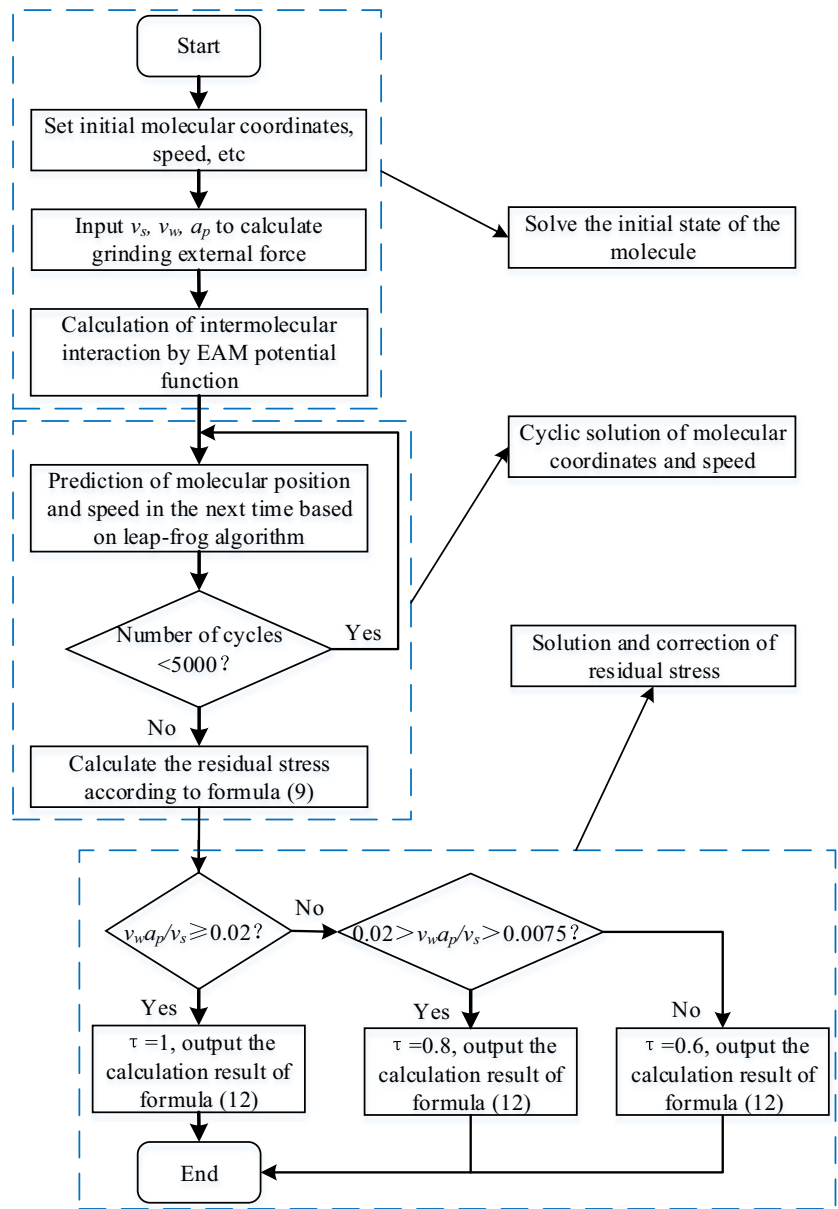 Start
Set initial molecular coordinates,
speed, etc
Input vs, vw, ap to calculate
grinding external force
Solve the initial state of the
molecule
Calculation of intermolecular
interaction by EAM potential
function
Cyclic solution of molecular
coordinates and speed
Prediction of molecular position
and speed in the next time based
on leap-frog algorithm
Number of cycles
<5000?
Yes
No
Solution and correction of
residual stress
Calculate the residual stress
according to formula (9)
vwap/vs≥0.02?
No
0.02>vwap/vs>0.0075?
Yes
Yes
No
τ=1, output the
calculation result of
formula (12)
τ=0.8, output the
calculation result of
formula (12)
τ=0.6, output the
calculation result of
formula (12)
End